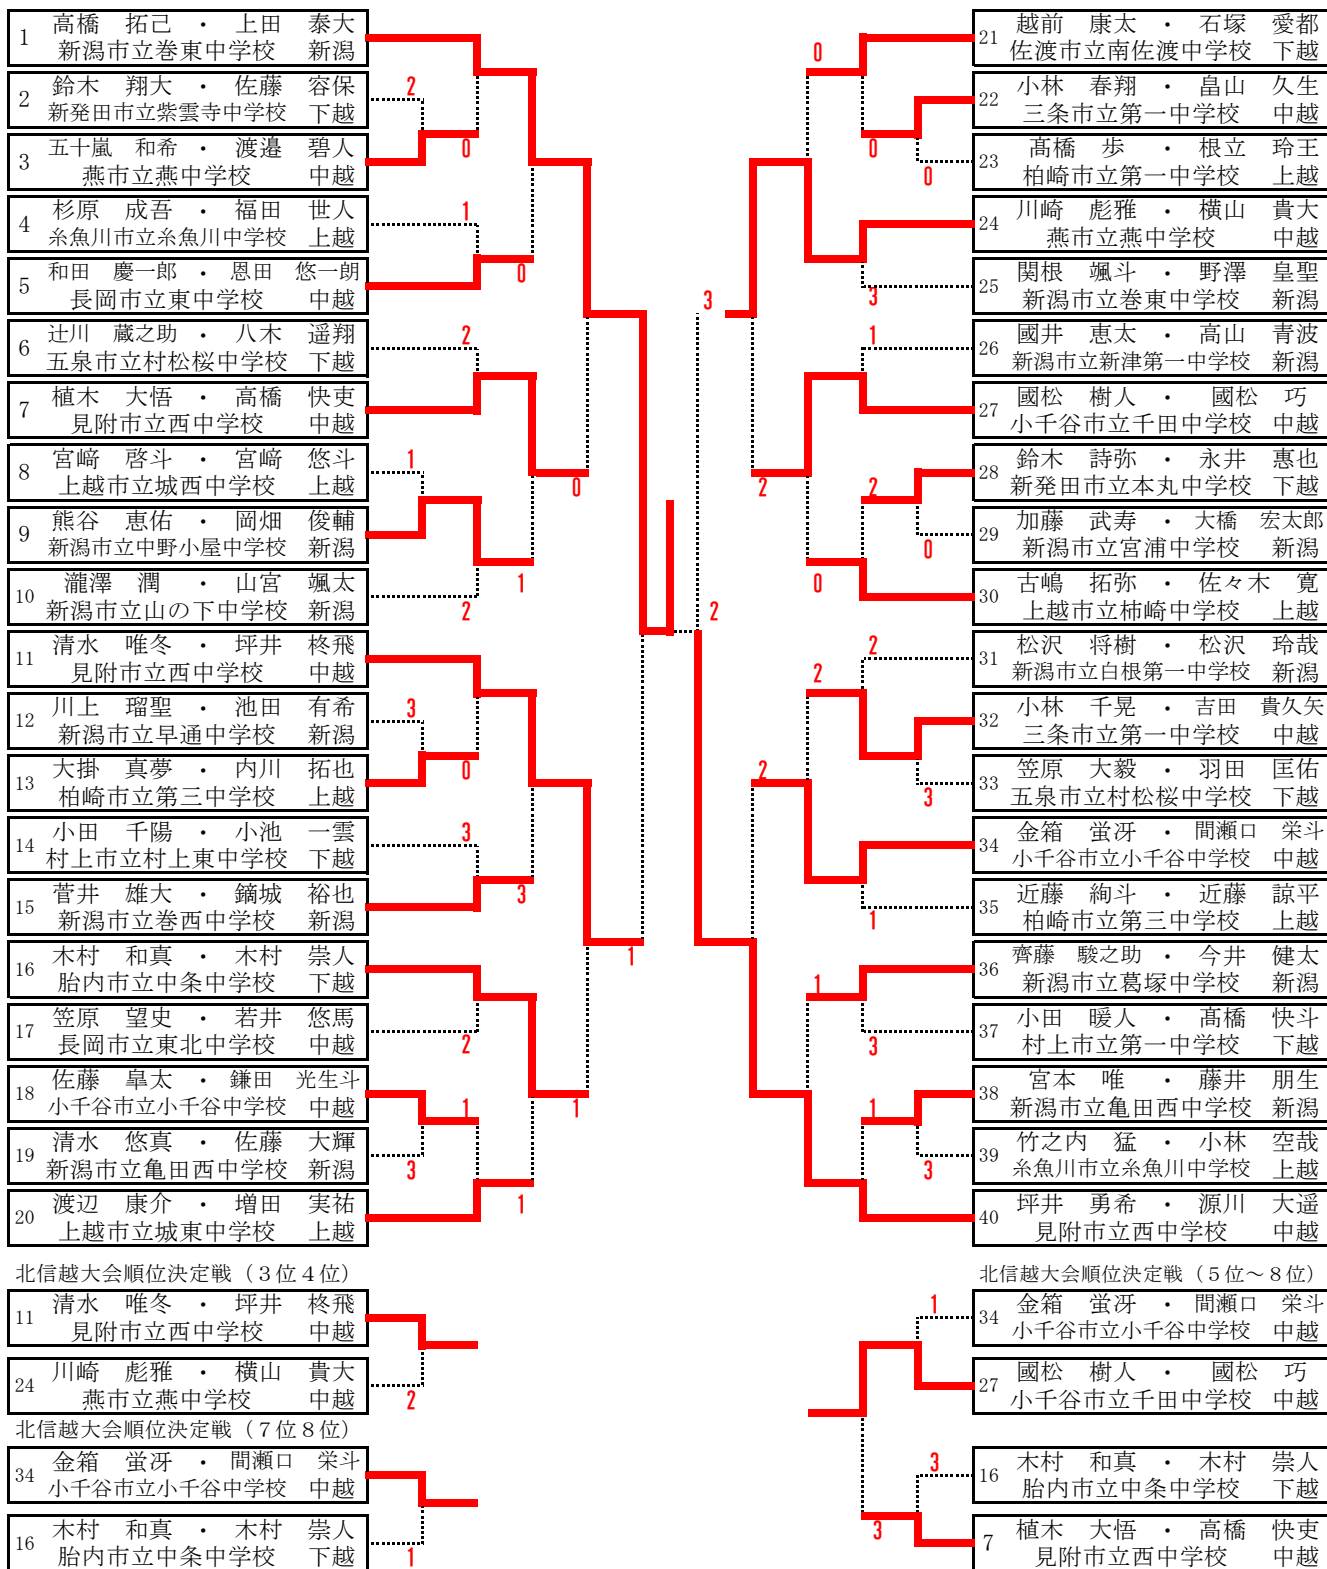 1 高橋 拓己 ・ 上田 泰大
新潟市立巻東中学校 新潟
2 鈴木 翔大 ・ 佐藤 容保
新発田市立紫雲寺中学校 下越
2
3 五十嵐 和希 ・ 渡邉 碧人
燕市立燕中学校 中越
0
4 杉原 成吾 ・ 福田 世人
糸魚川市立糸魚川中学校 上越
1
5 和田 慶一郎 ・ 恩田 悠一朗
長岡市立東中学校 中越
0
6 辻川 蔵之助 ・ 八木 遥翔
五泉市立村松桜中学校 下越
2
7 植木 大悟 ・ 高橋 快吏
見附市立西中学校 中越
8 宮﨑 啓斗 ・ 宮﨑 悠斗
上越市立城西中学校 上越
1
0
9 熊谷 恵佑 ・ 岡畑 俊輔
新潟市立中野小屋中学校 新潟
10 瀧澤 潤 ・ 山宮 颯太
新潟市立山の下中学校 新潟
1
2
11 清水 唯冬 ・ 坪井 柊飛
見附市立西中学校 中越
12 川上 瑠聖 ・ 池田 有希
新潟市立早通中学校 新潟
3
13 大掛 真夢 ・ 内川 拓也
柏崎市立第三中学校 上越
0
14 小田 千陽 ・ 小池 一雲
村上市立村上東中学校 下越
3
15 菅井 雄大 ・ 鏑城 裕也
新潟市立巻西中学校 新潟
3
16 木村 和真 ・ 木村 崇人
胎内市立中条中学校 下越
1
17 笠原 望史 ・ 若井 悠馬
長岡市立東北中学校 中越
2
18 佐藤 皐太 ・ 鎌田 光生斗
小千谷市立小千谷中学校 中越
1
1
19 清水 悠真 ・ 佐藤 大輝
新潟市立亀田西中学校 新潟
3
20 渡辺 康介 ・ 増田 実祐
上越市立城東中学校 上越
1
21 越前 康太 ・ 石塚 愛都
佐渡市立南佐渡中学校 下越
0
22 小林 春翔 ・ 畠山 久生
三条市立第一中学校 中越
0
23 髙橋 歩 ・ 根立 玲王
柏崎市立第一中学校 上越
0
24 川崎 彪雅 ・ 横山 貴大
燕市立燕中学校 中越
25 関根 颯斗 ・ 野澤 皇聖
新潟市立巻東中学校 新潟
3
3
26 國井 恵太 ・ 高山 青波
新潟市立新津第一中学校 新潟
1
27 國松 樹人 ・ 國松 巧
小千谷市立千田中学校 中越
28 鈴木 詩弥 ・ 永井 惠也
新発田市立本丸中学校 下越
2
2
29 加藤 武寿 ・ 大橋 宏太郎
新潟市立宮浦中学校 新潟
0
30 古嶋 拓弥 ・ 佐々木 寛
上越市立柿崎中学校 上越
0
2
31 松沢 将樹 ・ 松沢 玲哉
新潟市立白根第一中学校 新潟
2
2
32 小林 千晃 ・ 吉田 貴久矢
三条市立第一中学校 中越
33 笠原 大毅 ・ 羽田 匡佑
五泉市立村松桜中学校 下越
2
3
34 金箱 蛍冴 ・ 間瀬口 栄斗
小千谷市立小千谷中学校 中越
35 近藤 絢斗 ・ 近藤 諒平
柏崎市立第三中学校 上越
1
36 齊藤 駿之助 ・ 今井 健太
新潟市立葛塚中学校 新潟
1
37 小田 暖人 ・ 髙橋 快斗
村上市立第一中学校 下越
3
38 宮本 唯 ・ 藤井 朋生
新潟市立亀田西中学校 新潟
1
39 竹之内 猛 ・ 小林 空哉
糸魚川市立糸魚川中学校 上越
3
40 坪井 勇希 ・ 源川 大遥
見附市立西中学校 中越
北信越大会順位決定戦（３位４位）
11 清水 唯冬 ・ 坪井 柊飛
見附市立西中学校 中越
24 川崎 彪雅 ・ 横山 貴大
燕市立燕中学校 中越
2
北信越大会順位決定戦（７位８位）
34 金箱 蛍冴 ・ 間瀬口 栄斗
小千谷市立小千谷中学校 中越
16 木村 和真 ・ 木村 崇人
胎内市立中条中学校 下越
1
北信越大会順位決定戦（５位～８位）
34 金箱 蛍冴 ・ 間瀬口 栄斗
小千谷市立小千谷中学校 中越
1
27 國松 樹人 ・ 國松 巧
小千谷市立千田中学校 中越
16 木村 和真 ・ 木村 崇人
胎内市立中条中学校 下越
3
7 植木 大悟 ・ 高橋 快吏
見附市立西中学校 中越
3